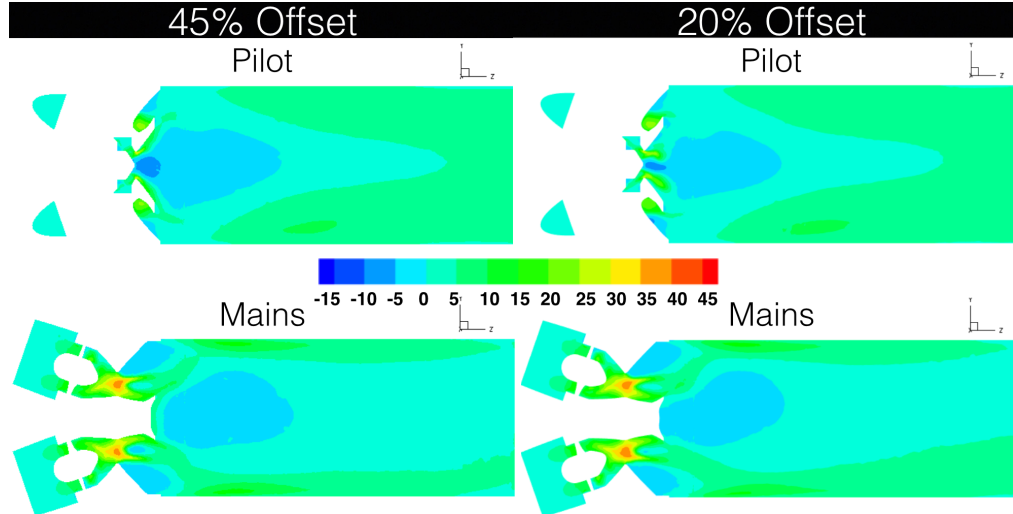 45% Offset 20% Offset
Pilot Pilot
Y Y
X Z X Z
-15 -10 -5 0 5 10 15 20 25 30 35 40 45
Mains Mains
Y Y
X Z X Z